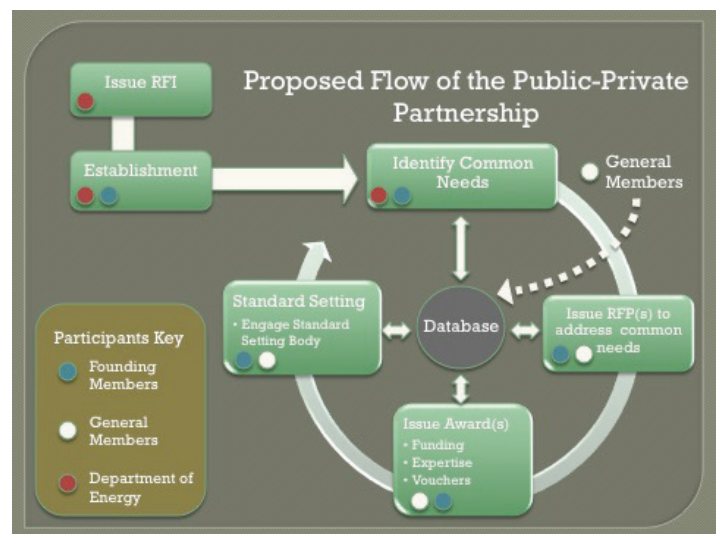 Issue RFI
Proposed Flow of the Public-Private
Partnership
Establishment
Identify Common
Needs
General
Members
Standard Setting
• Engage Standard
Setting Body
Database
Issue RFP(s) to
address common
needs
Participants Key
Founding
Members
General
Members
Department of
Energy
Issue Award(s)
• Funding
• Expertise
• Vouchers